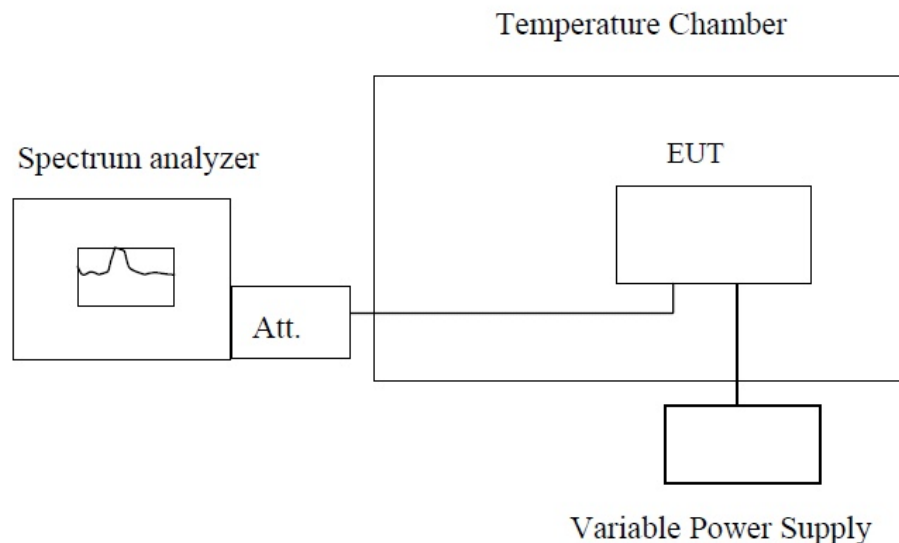 Temperature Chamber
Spectrum analyzer
EUT
Att.
Variable Power Supply